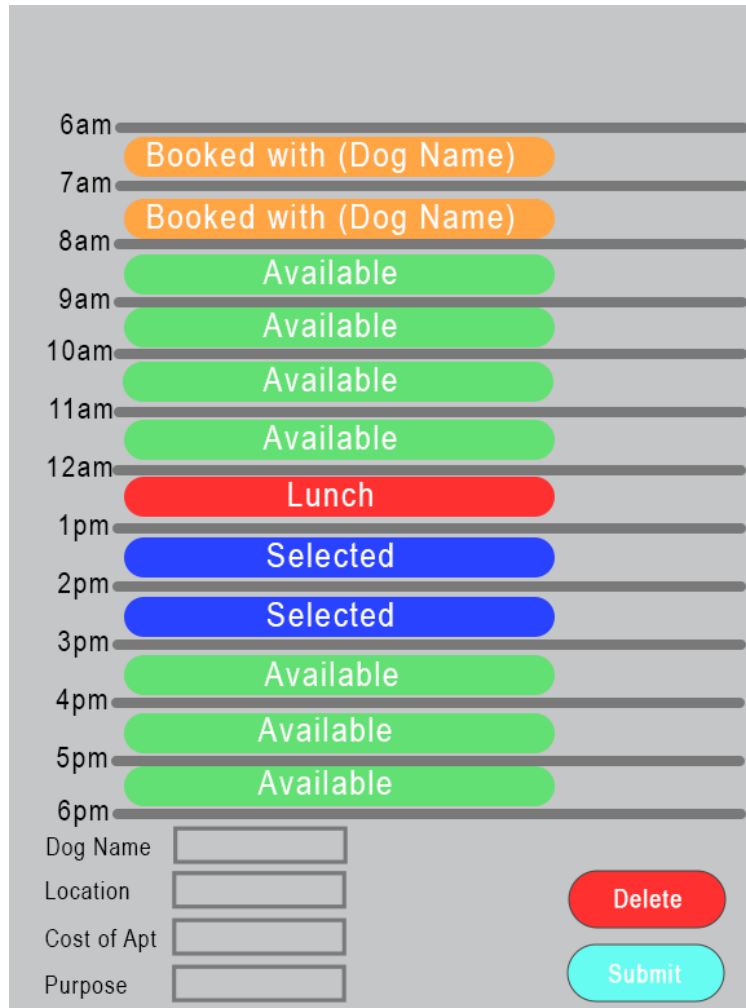 6am
Booked with (Dog Name)
7am
Booked with (Dog Name)
8am
Available
9am
Available
10am
Available
11am
Available
12am
Lunch
1pm
Selected
2pm
Selected
3pm
Available
4pm
Available
5pm
Available
6pm
Dog Name
Location
Cost of Apt
Purpose
Delete
Submit